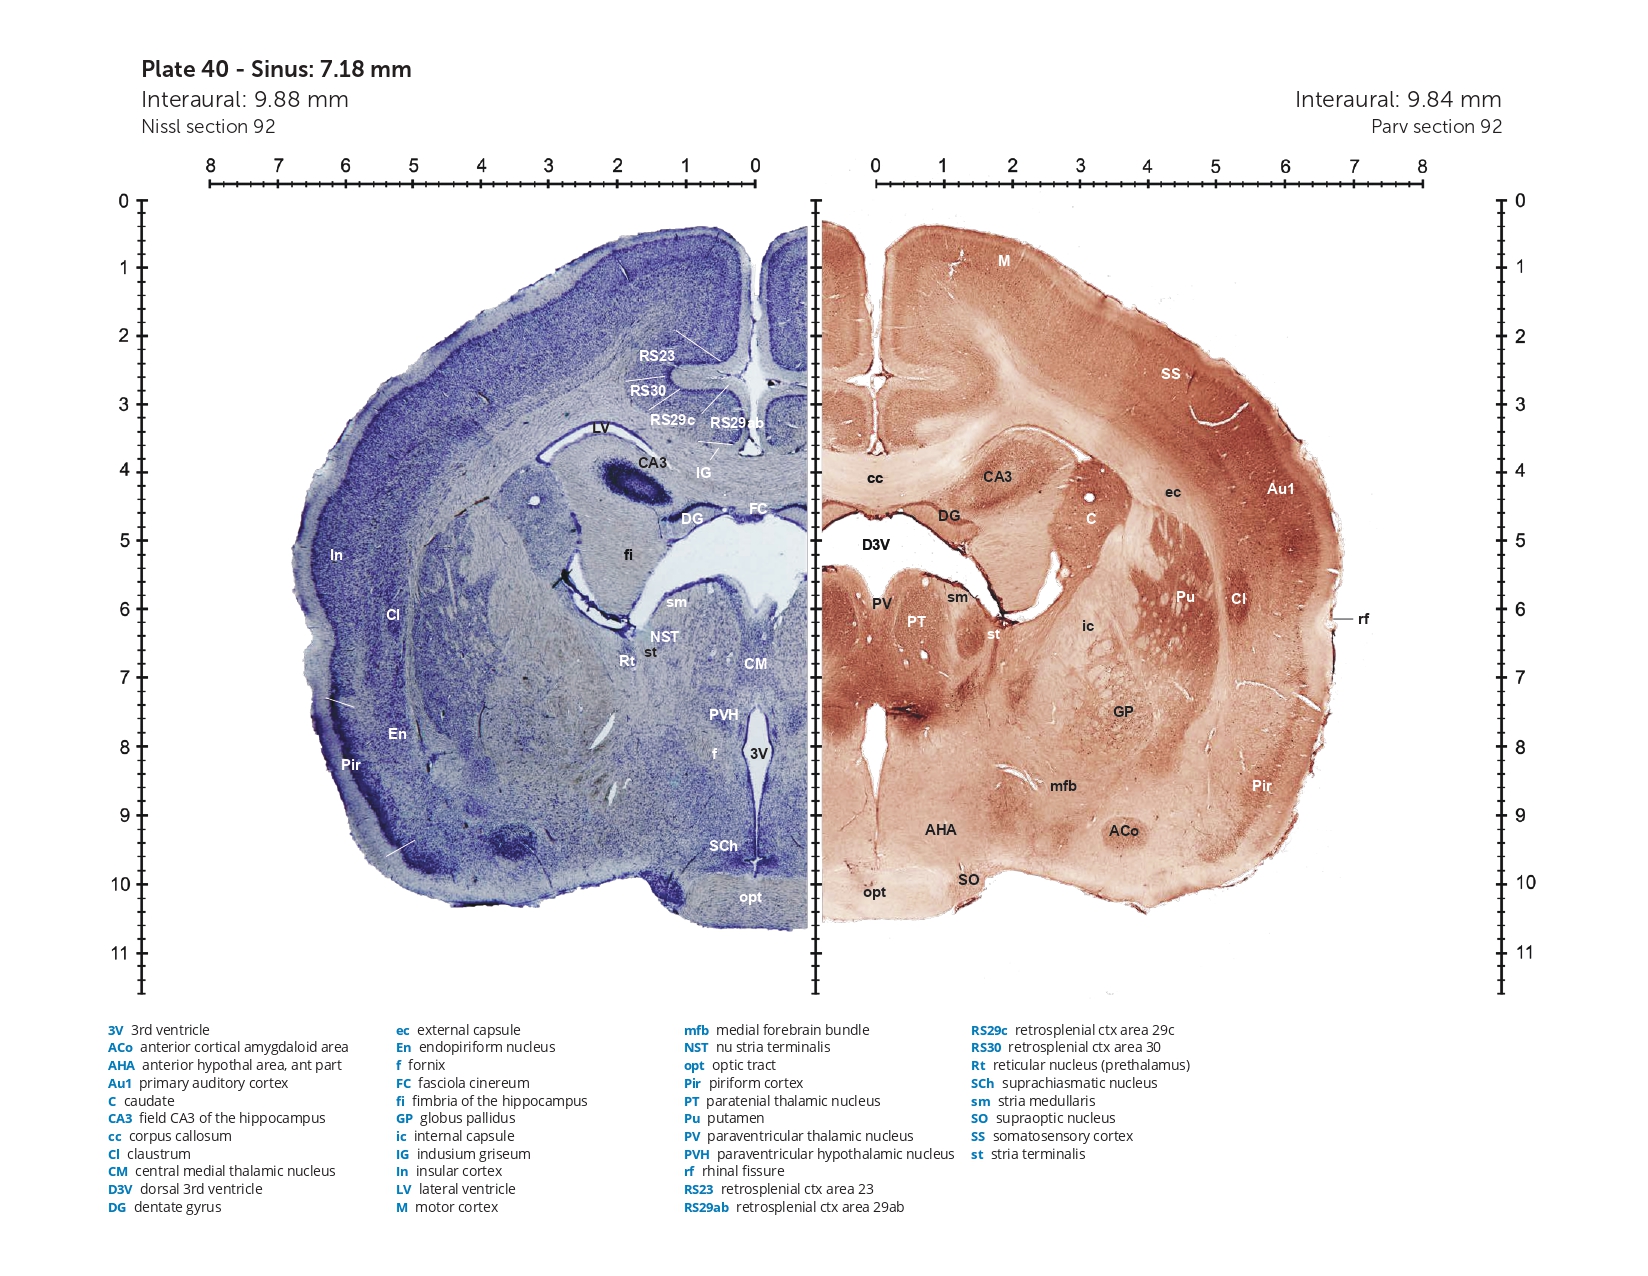 Plate 40 - Sinus: 7.18 mm
Interaural: 9.88 mm
Nissl section 92
Interaural: 9.84 mm
Parv section 92
8 7 6 5 4 3 2 1 0
0 1 2 3 4 5 6 7 8
0
1
2
3
4
5
6
7
8
9
10
11
RS23
RS30
RS29c RS29ab
LV
CA3
IG
DG
FC
In
fi
sm
Cl
NST
st
Rt
CM
PVH
En
f
3V
Pir
SCh
opt
M
SS
cc
CA3
ec
Au1
DG
C
D3V
PV
sm
PT
st
ic
Pu
Cl
rf
GP
mfb
Pir
AHA
ACo
SO
opt
0
1
2
3
4
5
6
7
8
9
10
11
3V 3rd ventricle
ACo anterior cortical amygdaloid area
AHA anterior hypothal area, ant part
Au1 primary auditory cortex
C caudate
CA3 field CA3 of the hippocampus
cc corpus callosum
Cl claustrum
CM central medial thalamic nucleus
D3V dorsal 3rd ventricle
DG dentate gyrus
ec external capsule
En endopiriform nucleus
f fornix
FC fasciola cinereum
fi fimbria of the hippocampus
GP globus pallidus
ic internal capsule
IG indusium griseum
In insular cortex
LV lateral ventricle
M motor cortex
mfb medial forebrain bundle
NST nu stria terminalis
opt optic tract
Pir piriform cortex
PT paratenial thalamic nucleus
Pu putamen
PV paraventricular thalamic nucleus
PVH paraventricular hypothalamic nucleus
rf rhinal fissure
RS23 retrosplenial ctx area 23
RS29ab retrosplenial ctx area 29ab
RS29c retrosplenial ctx area 29c
RS30 retrosplenial ctx area 30
Rt reticular nucleus (prethalamus)
SCh suprachiasmatic nucleus
sm stria medullaris
SO supraoptic nucleus
SS somatosensory cortex
st stria terminalis